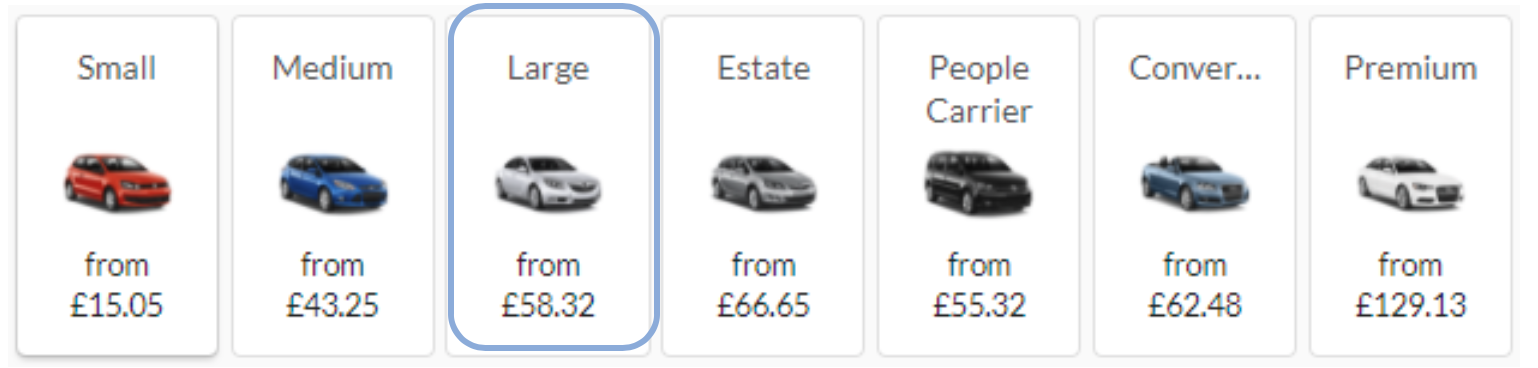 Small
from
£15.05
Medium
from
£43.25
Large
from
£58.32
Estate
from
£66.65
People
Carrier
from
£55.32
Conver...
from
£62.48
Premium
from
£129.13